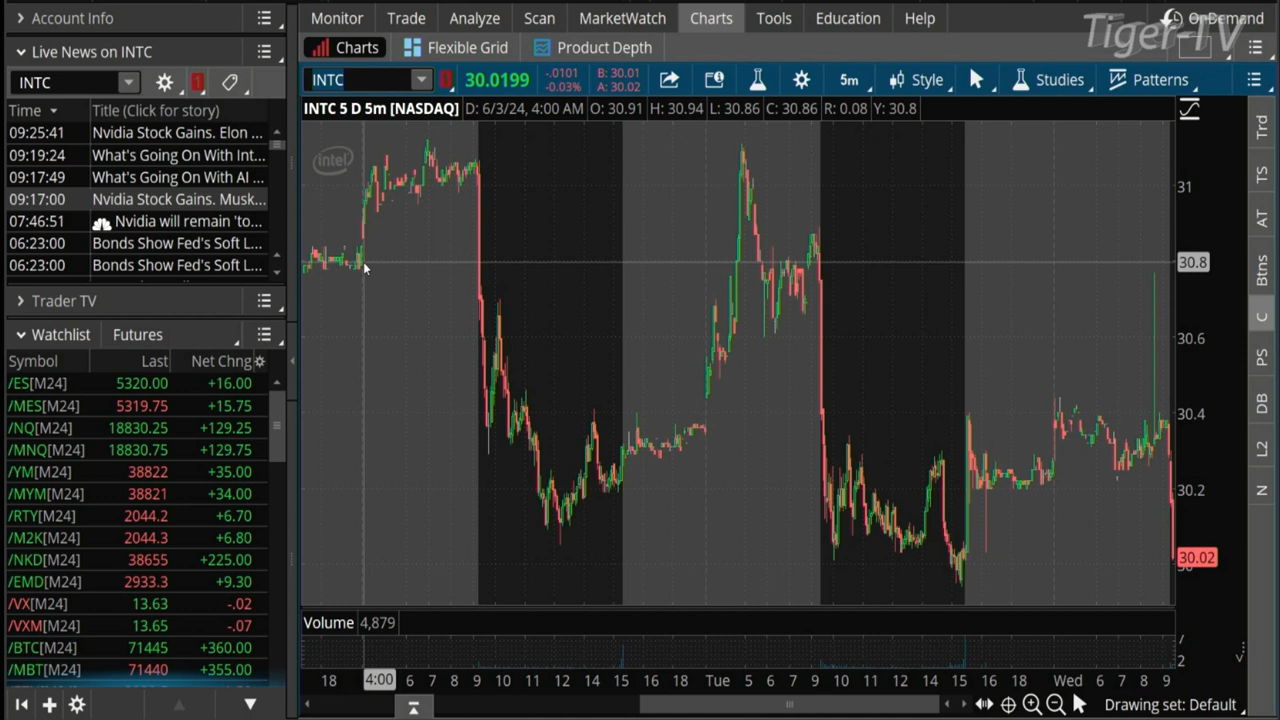 Account Info
Live News on INTC
INTC
Time Title (Click for story)
09:25:41 Nvidia Stock Gains. Elon ...
09:19:24 What's Going On With Int...
09:17:49 What's Going On With AI ...
09:17:00 Nvidia Stock Gains. Musk...
07:46:51 Nvidia will remain 'to...
06:23:00 Bonds Show Fed's Soft L...
06:23:00 Bonds Show Fed's Soft L...
Trader TV
Watchlist Futures
Symbol Last Net Chng
/ES[M24] 5320.00 +16.00
/MES[M24] 5319.75 +15.75
/NQ[M24] 18830.25 +129.25
/MNQ[M24] 18830.75 +129.75
/YM[M24] 38822 +35.00
/MYM[M24] 38821 +34.00
/RTY[M24] 2044.2 +6.70
/M2K[M24] 2044.3 +6.80
/NKD[M24] 38655 +225.00
/EMD[M24] 2933.3 +9.30
/VX[M24] 13.63 -.02
/VXM[M24] 13.65 -.07
/BTC[M24] 71445 +360.00
/MBT[M24] 71440 +355.00
Monitor Trade Analyze Scan MarketWatch Charts Tools Education Help
OnDemand
Tiger-TV
Charts Flexible Grid Product Depth
INTC 30.0199 -.0101 -0.03% B: 30.01 A: 30.02 5m Style Studies Patterns
INTC 5 D 5m [NASDAQ] D: 6/3/24, 4:00 AM O: 30.91 H: 30.94 L: 30.86 C: 30.86 R: 0.08 Y: 30.8
intel
31
30.8
30.6
30.4
30.2
30.02
Volume 4,879
18 4:00 6 7 8 9 10 11 12 13 15 16 18 Tue 5 6 7 8 9 10 11 12 13 15 16 18 Wed 6 7 8 9
Drawing set: Default
Trd
TS
AT
Btns
C
PS
DB
L2
N